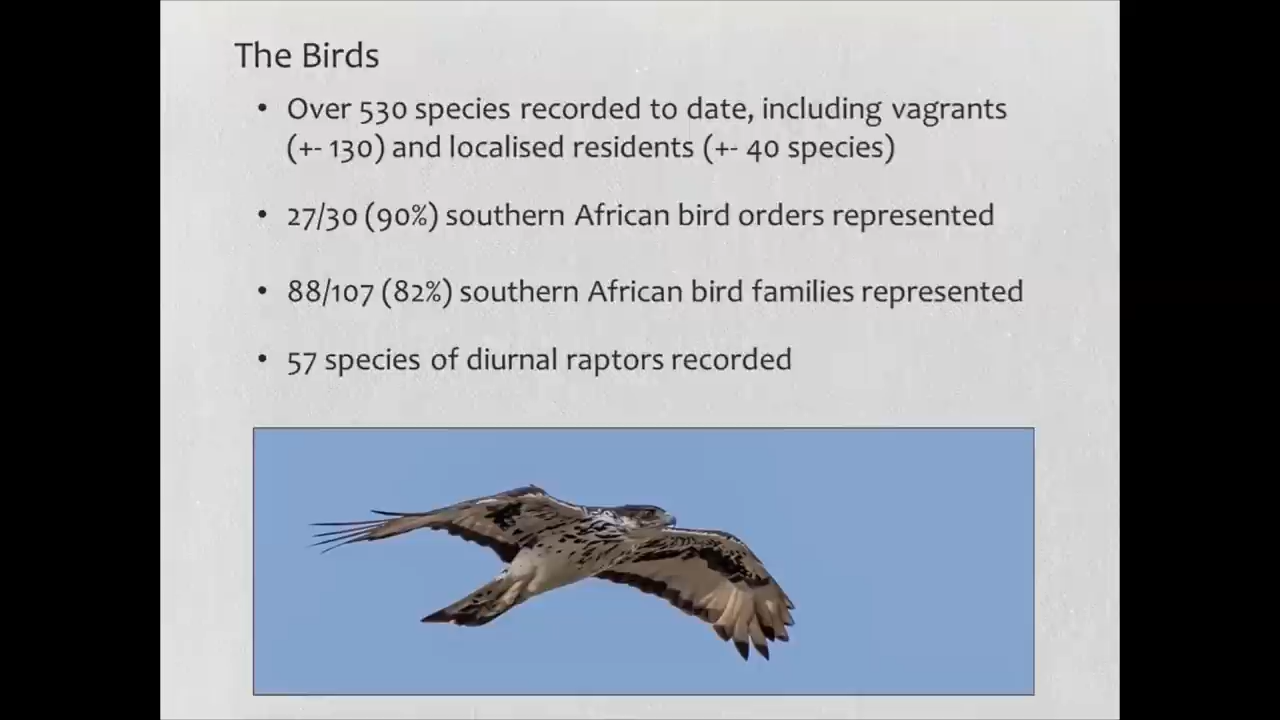 The Birds
• Over 530 species recorded to date, including vagrants
(+- 130) and localised residents (+- 40 species)
• 27/30 (90%) southern African bird orders represented
• 88/107 (82%) southern African bird families represented
• 57 species of diurnal raptors recorded